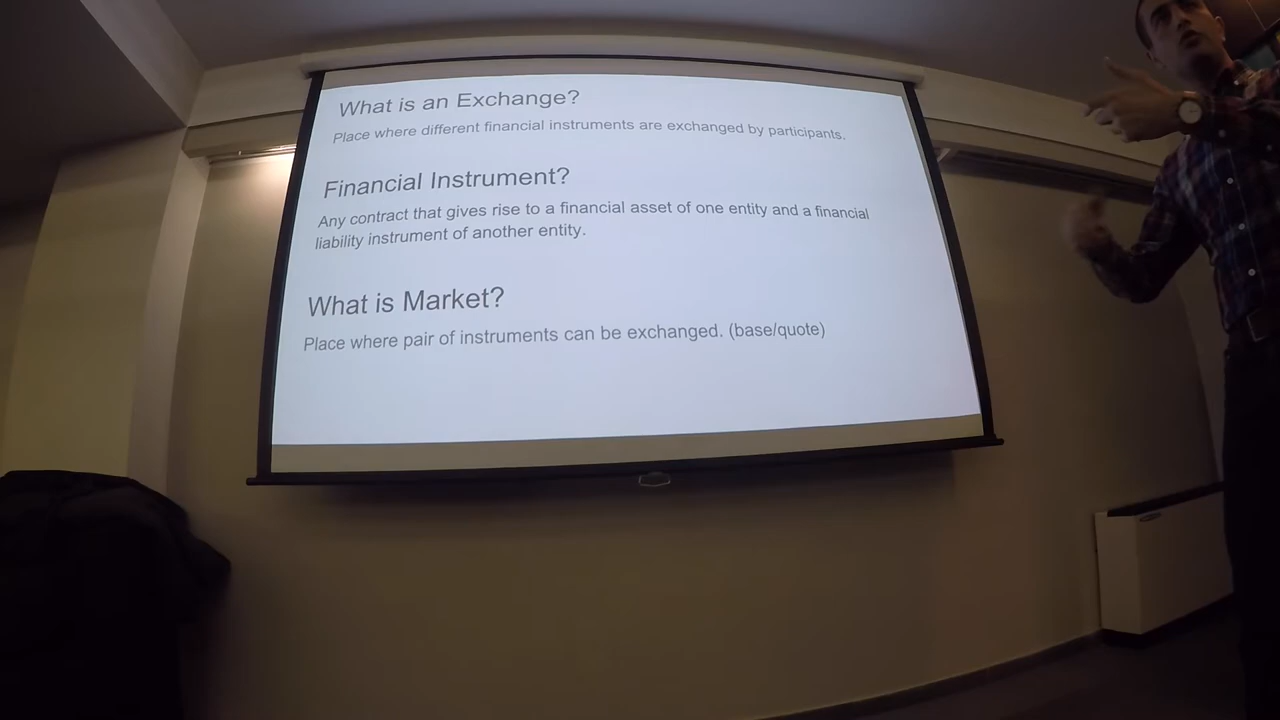 What is an Exchange?
Place where different financial instruments are exchanged by participants.
Financial Instrument?
Any contract that gives rise to a financial asset of one entity and a financial
liability instrument of another entity.
What is Market?
Place where pair of instruments can be exchanged. (base/quote)